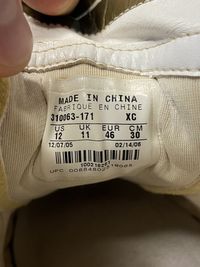 MADE IN CHINA
FABRIQUE EN CHINE
310063-171 XC
US UK EUR CM
12 11 46 30
12/07/05 02/14/06
UPC